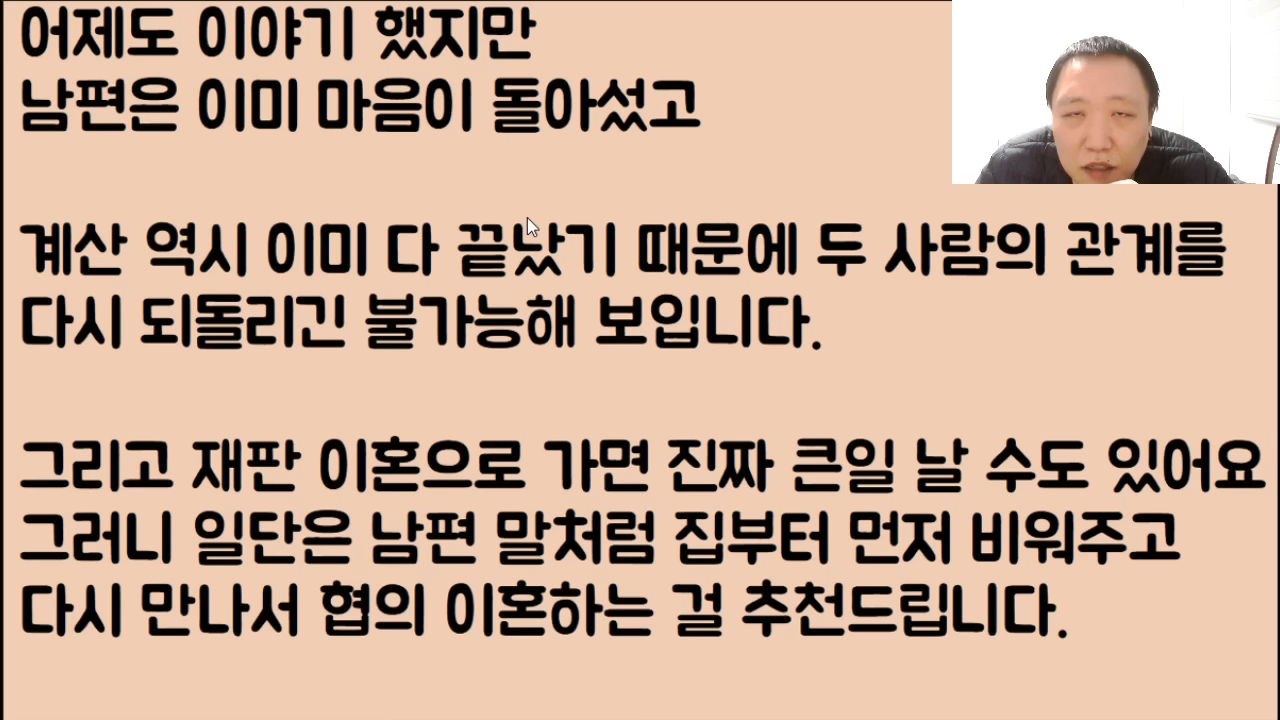 어제도 이야기 했지만
남편은 이미 마음이 돌아섰고
계산 역시 이미 다 끝났기 때문에 두 사람의 관계를
다시 되돌리긴 불가능해 보입니다.
그리고 재판 이혼으로 가면 진짜 큰일 날 수도 있어요
그러니 일단은 남편 말처럼 집부터 먼저 비워주고
다시 만나서 협의 이혼하는 걸 추천드립니다.